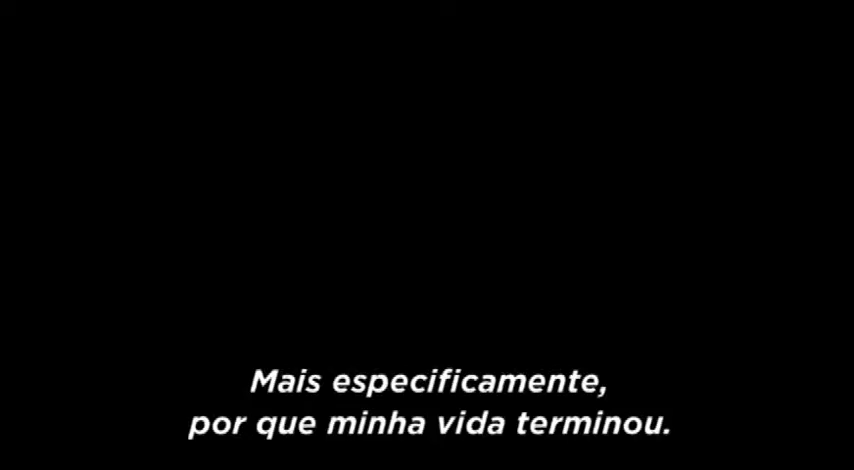 Mais especificamente,
por que minha vida terminou.